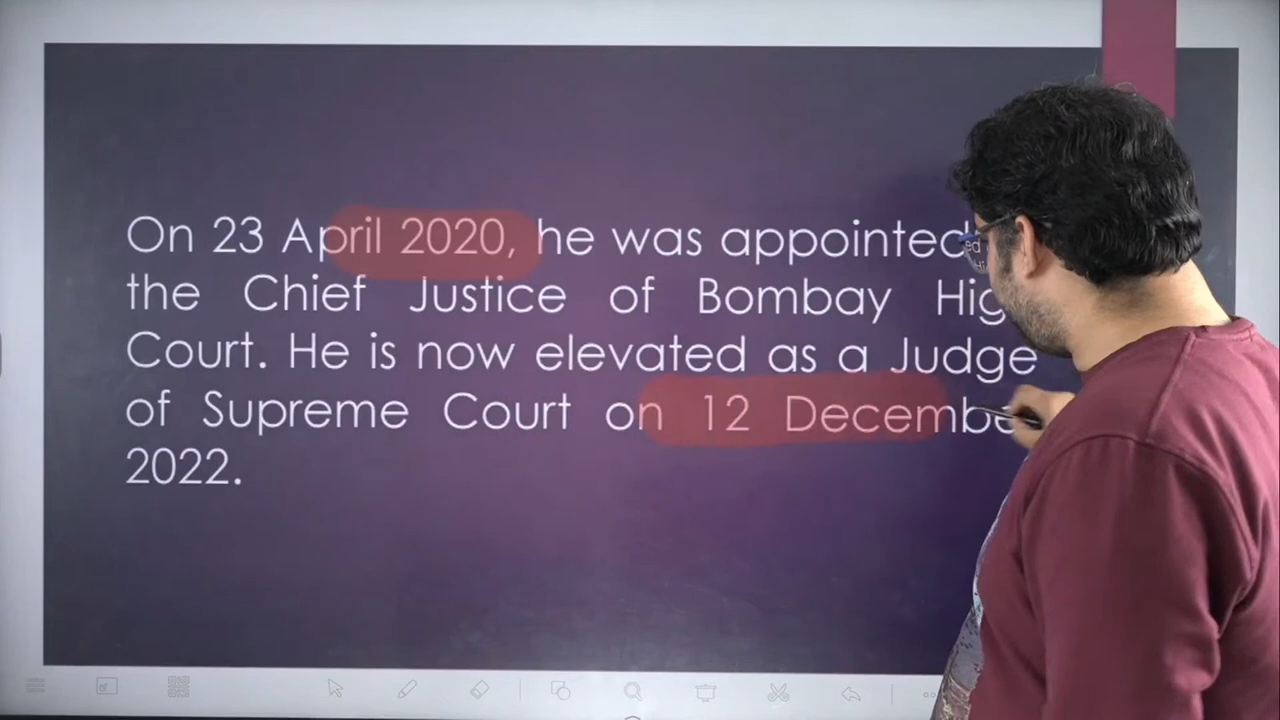 On 23 April 2020, he was appointed
the Chief Justice of Bombay Hig
Court. He is now elevated as a Judge
of Supreme Court on 12 Decembe
2022.